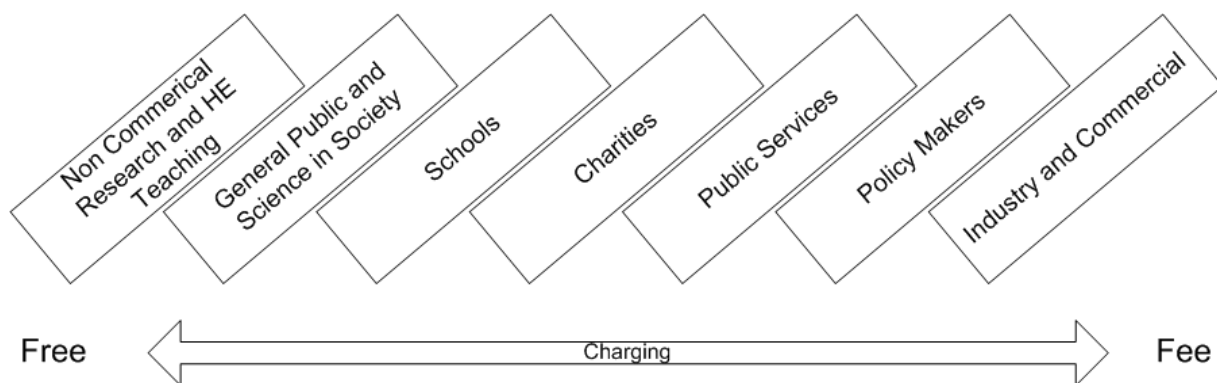 Non Commerical
Research and HE
Teaching
General Public and
Science in Society
Schools
Charities
Public Services
Policy Makers
Industry and Commercial
Free
Charging
Fee